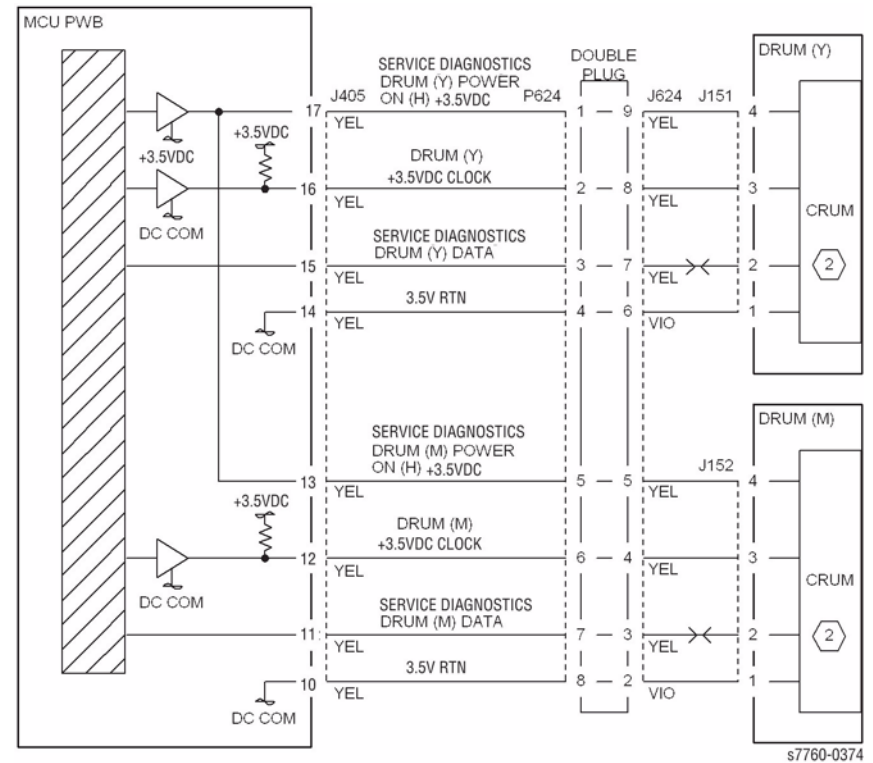 MCU PWB
DOUBLE
PLUG
DRUM (Y)
SERVICE DIAGNOSTICS
DRUM (Y) POWER
ON (H) +3.5VDC
J405
P624
J624
J151
17
1
9
4
YEL
YEL
+3.5VDC
+3.5VDC
DRUM (Y)
+3.5VDC CLOCK
16
2
8
3
YEL
YEL
DC COM
CRUM
SERVICE DIAGNOSTICS
DRUM (Y) DATA
15
3
7
2
2
YEL
YEL
3.5V RTN
14
4
6
1
YEL
VIO
DC COM
DRUM (M)
SERVICE DIAGNOSTICS
DRUM (M) POWER
ON (H) +3.5VDC
J152
13
5
5
4
YEL
YEL
+3.5VDC
DRUM (M)
+3.5VDC CLOCK
12
6
4
3
YEL
YEL
CRUM
DC COM
SERVICE DIAGNOSTICS
DRUM (M) DATA
11
7
3
2
2
YEL
YEL
3.5V RTN
10
8
2
1
YEL
VIO
DC COM
s7760-0374